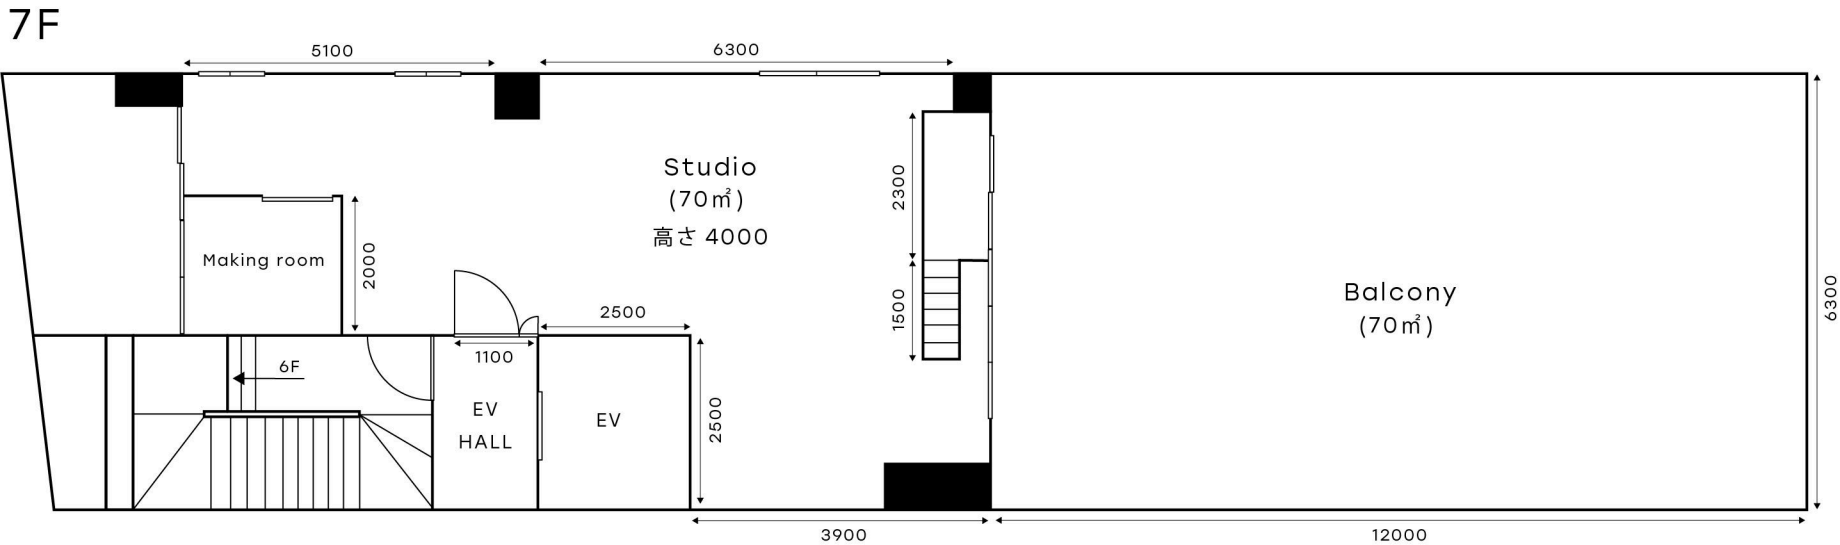 7F
5100
6300
Studio
(70㎡)
高さ 4000
2300
1500
Making room
2000
2500
1100
6F
EV
HALL
EV
2500
Balcony
(70㎡)
6300
3900
12000